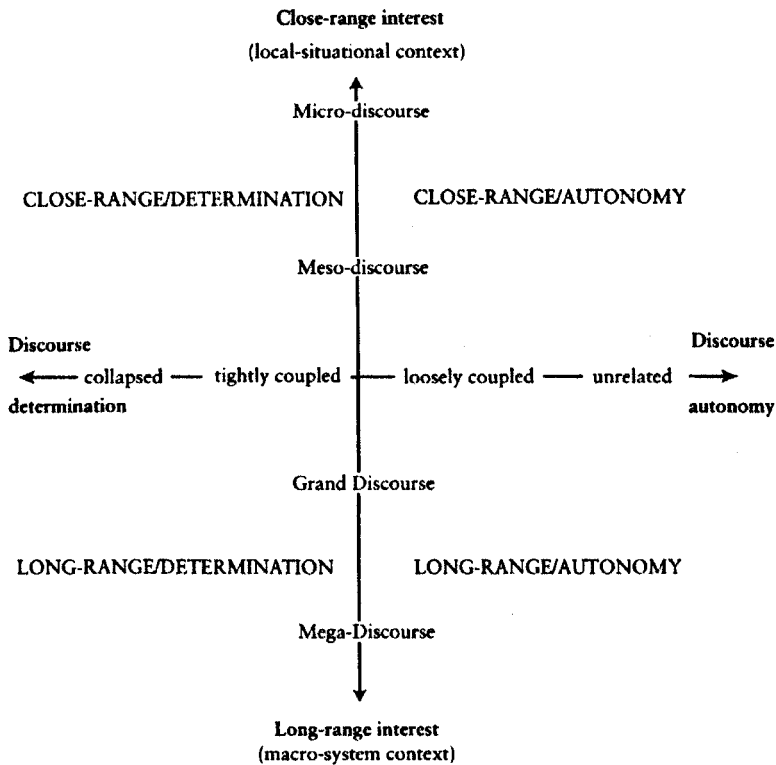 Close-range interest
(local-situational context)
Micro-discourse
CLOSE-RANGE/DETERMINATION
CLOSE-RANGE/AUTONOMY
Meso-discourse
Discourse
Discourse
collapsed
tightly coupled
loosely coupled
unrelated
determination
autonomy
Grand Discourse
LONG-RANGE/DETERMINATION
LONG-RANGE/AUTONOMY
Mega-Discourse
Long-range interest
(macro-system context)